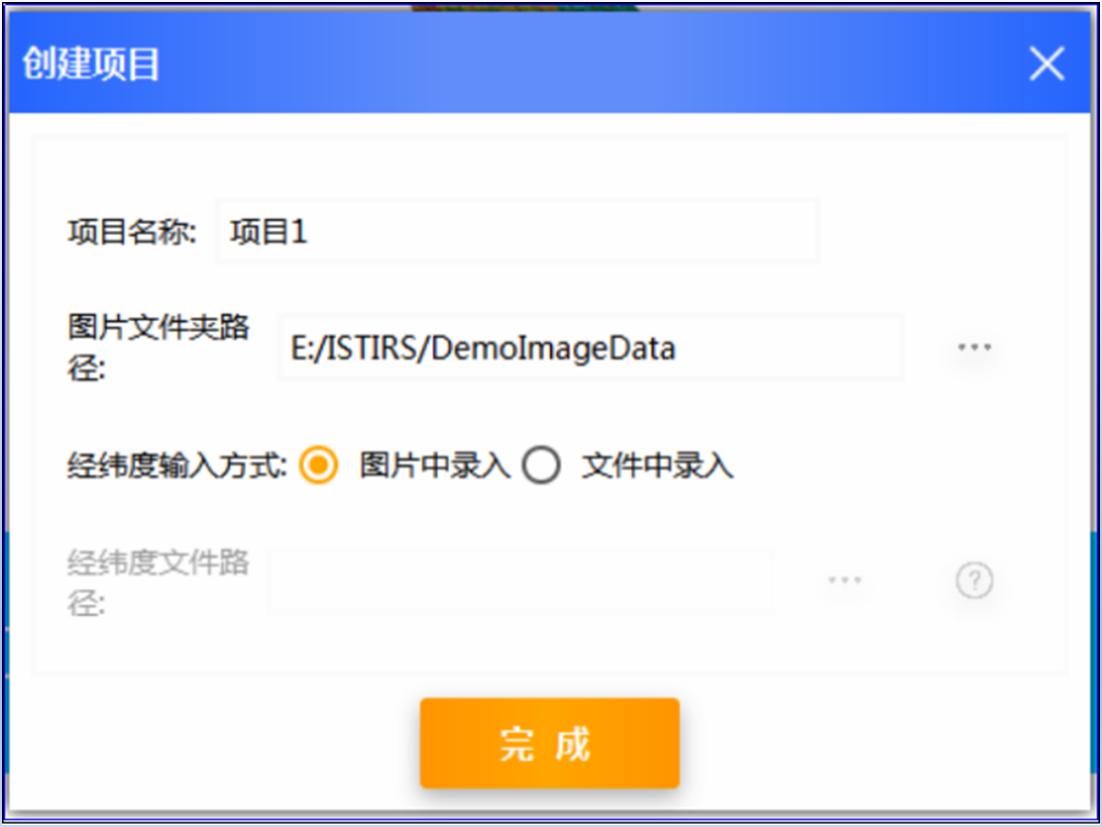 创建项目
项目名称: 项目1
图片文件夹路
径:
E:/ISTIRS/DemoImageData
...
经纬度输入方式: 图片中录入 文件中录入
经纬度文件路
径:
...
?
完 成